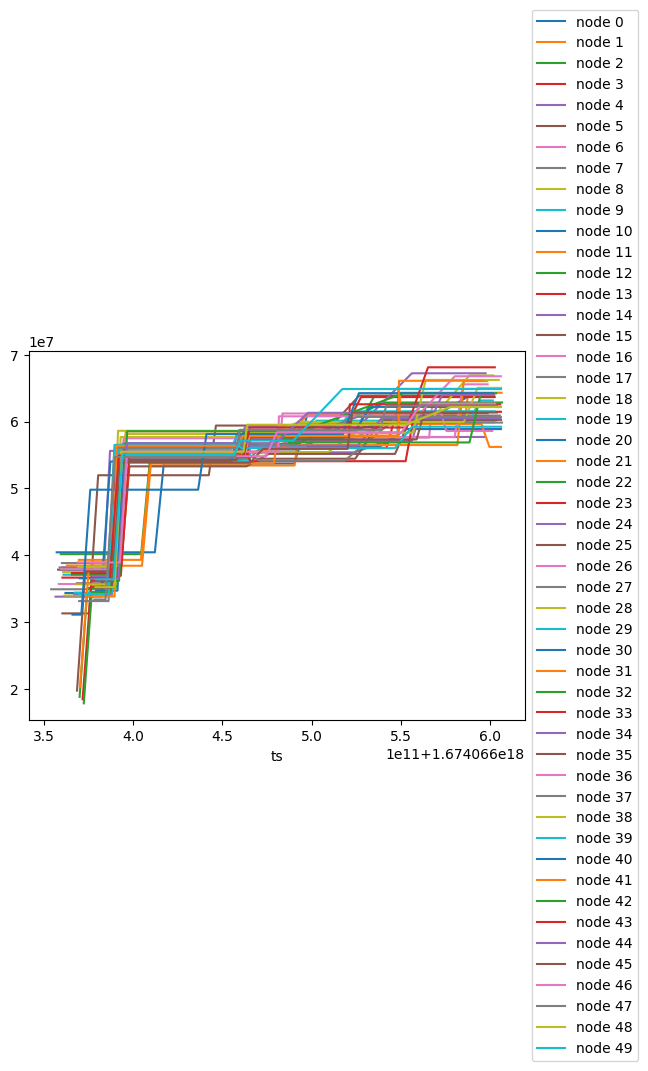 1e7
7
6
5
4
3
2
3.5 4.0 4.5 5.0 5.5 6.0
ts
1e11+1.674066e18
node 0
node 1
node 2
node 3
node 4
node 5
node 6
node 7
node 8
node 9
node 10
node 11
node 12
node 13
node 14
node 15
node 16
node 17
node 18
node 19
node 20
node 21
node 22
node 23
node 24
node 25
node 26
node 27
node 28
node 29
node 30
node 31
node 32
node 33
node 34
node 35
node 36
node 37
node 38
node 39
node 40
node 41
node 42
node 43
node 44
node 45
node 46
node 47
node 48
node 49